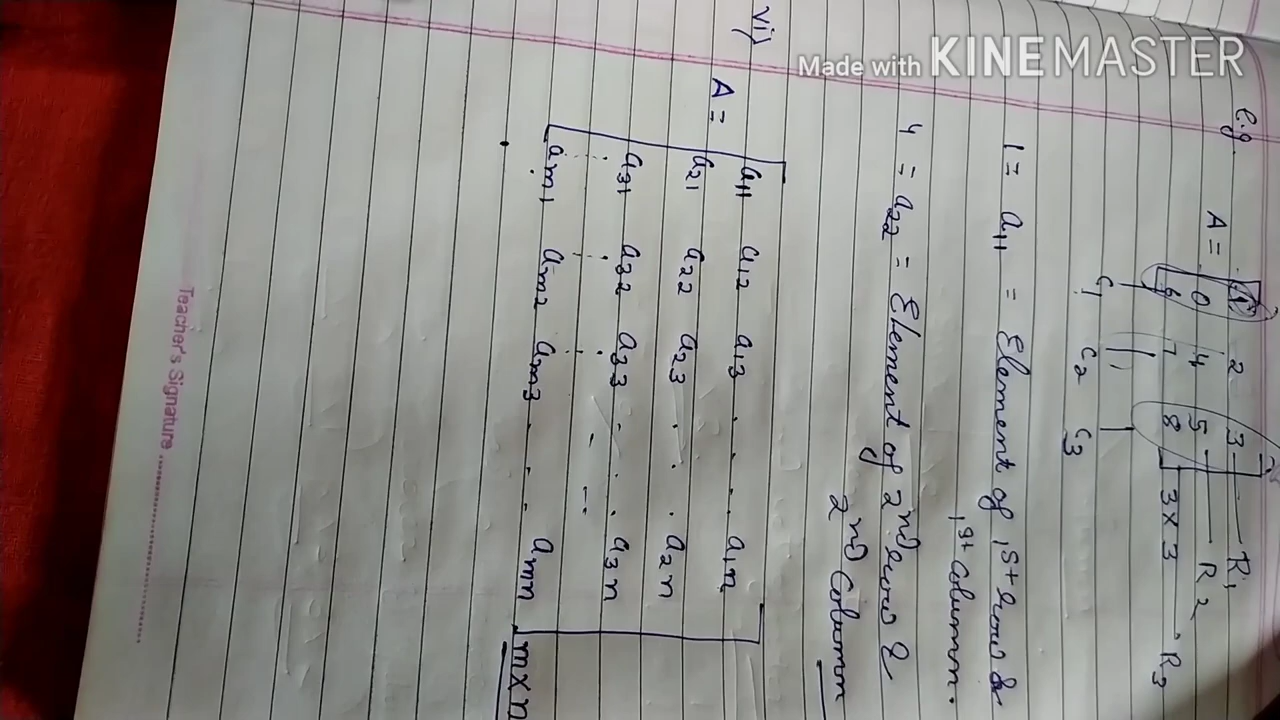 Made with KINEMASTER
e.g.
A = [ 1 2 3 R1
0 4 5 R2
6 7 8 ] 3 x 3 R3
C1 C2 C3
1 = a11 = Element of 1st row &
1st column.
4 = a22 = Element of 2nd row &
2nd column
vi)
A = [ a11 a12 a13 . . . a1n
a21 a22 a23 . . . a2n
a31 a32 a33 . . . a3n
am1 am2 am3 - - - amn ] m x n
Teacher's Signature